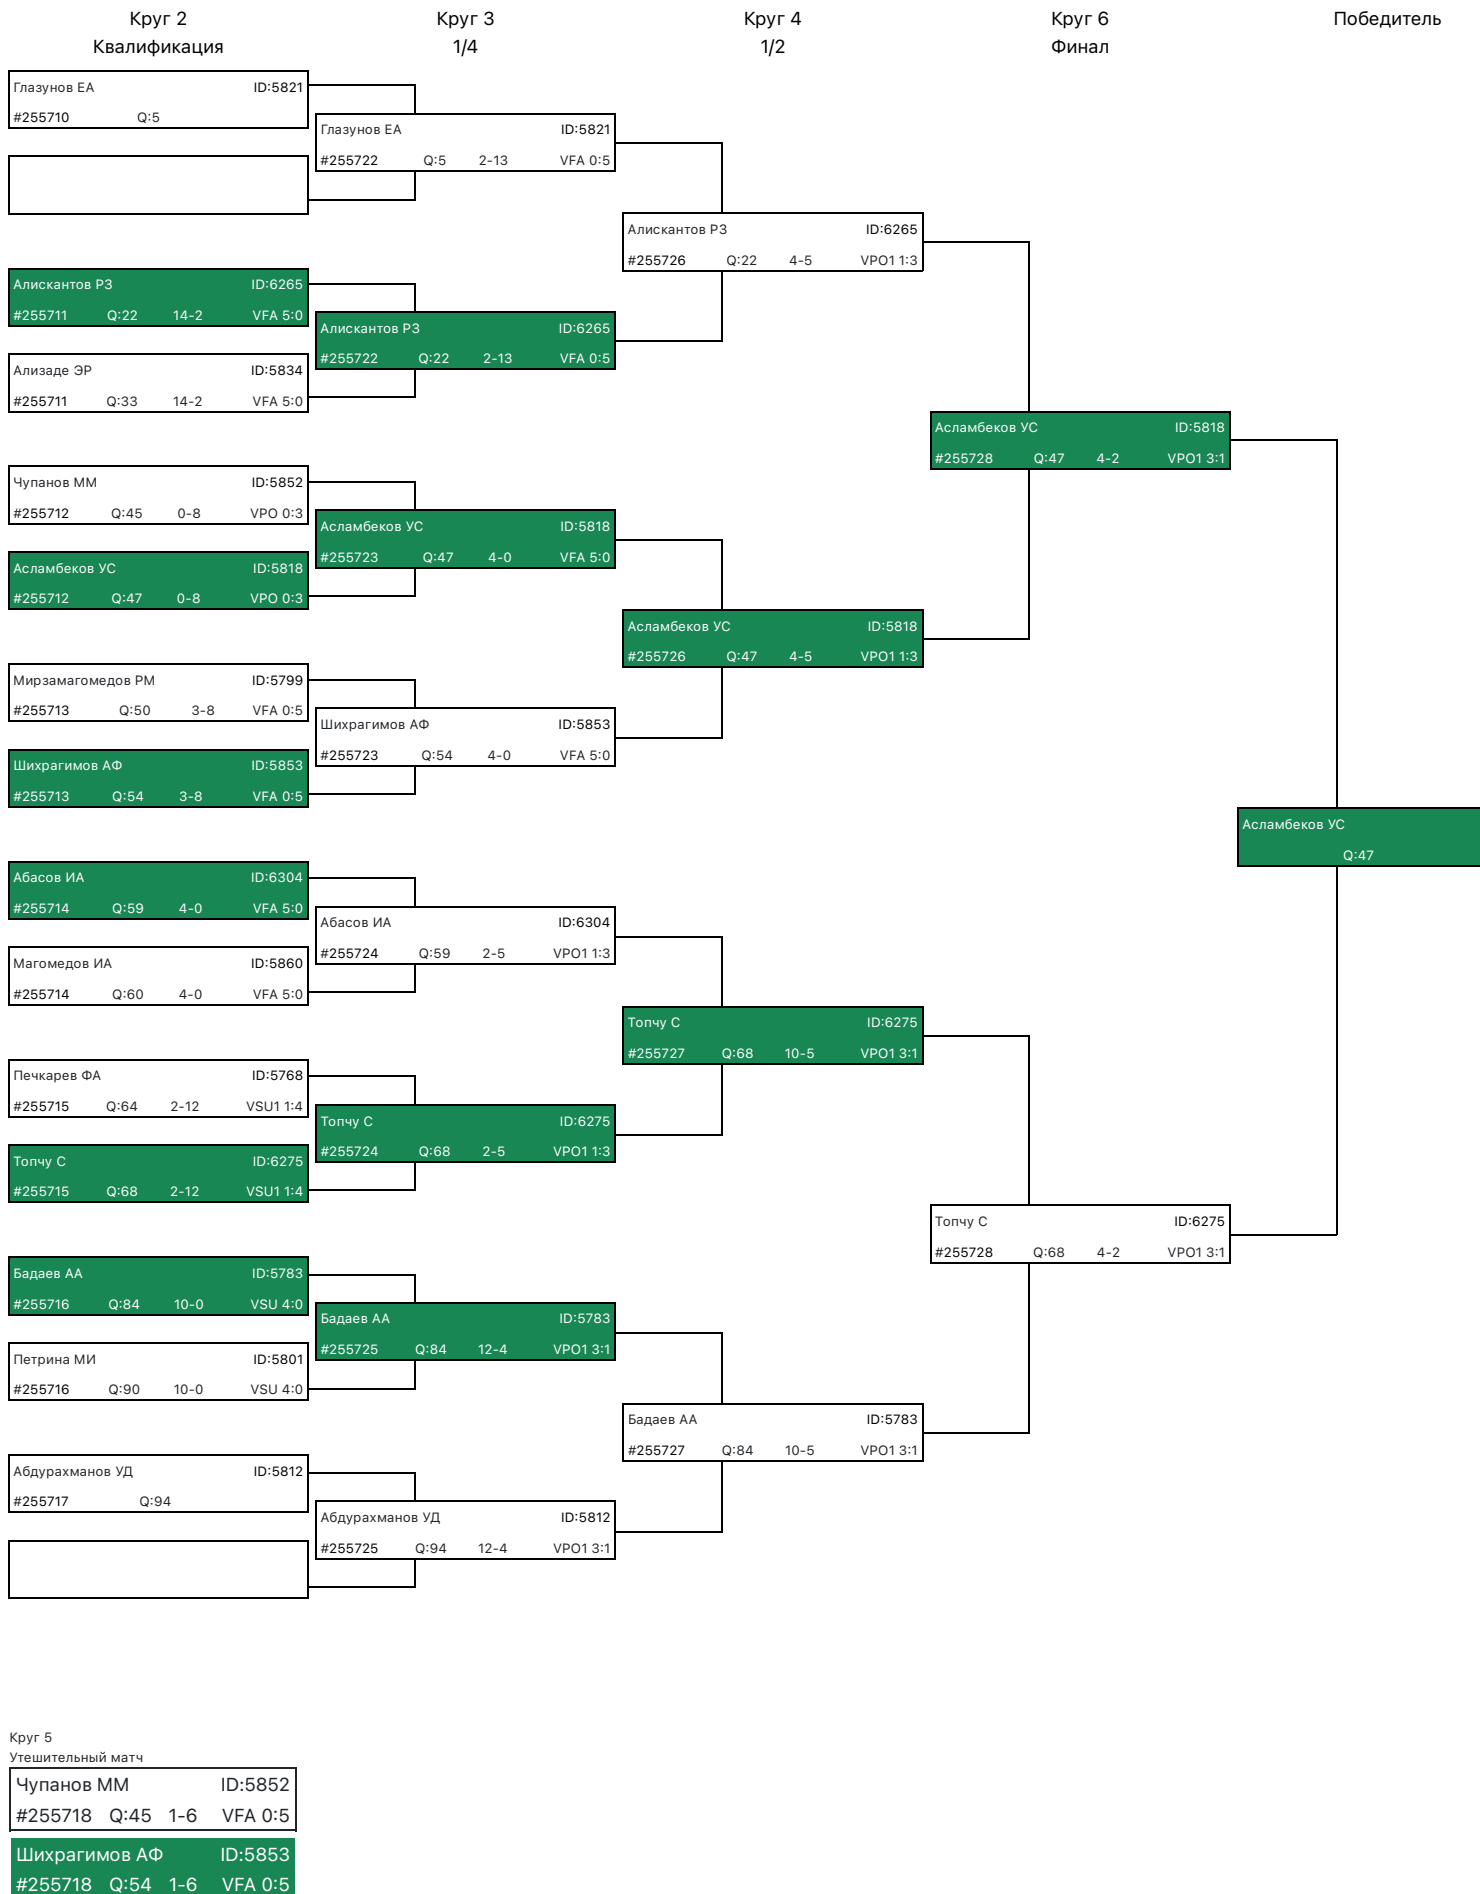 Круг 2 Круг 3 Круг 4 Круг 6 Победитель
Квалификация 1/4 1/2 Финал
Глазунов ЕА ID:5821
#255710 Q:5
Алискантов РЗ ID:6265
#255711 Q:22 14-2 VFA 5:0
Ализаде ЭР ID:5834
#255711 Q:33 14-2 VFA 5:0
Чупанов ММ ID:5852
#255712 Q:45 0-8 VPO 0:3
Асламбеков УС ID:5818
#255712 Q:47 0-8 VPO 0:3
Мирзамагомедов РМ ID:5799
#255713 Q:50 3-8 VFA 0:5
Шихрагимов АФ ID:5853
#255713 Q:54 3-8 VFA 0:5
Абасов ИА ID:6304
#255714 Q:59 4-0 VFA 5:0
Магомедов ИА ID:5860
#255714 Q:60 4-0 VFA 5:0
Печкарев ФА ID:5768
#255715 Q:64 2-12 VSU1 1:4
Топчу С ID:6275
#255715 Q:68 2-12 VSU1 1:4
Бадаев АА ID:5783
#255716 Q:84 10-0 VSU 4:0
Петрина МИ ID:5801
#255716 Q:90 10-0 VSU 4:0
Абдурахманов УД ID:5812
#255717 Q:94
Глазунов ЕА ID:5821
#255722 Q:5 2-13 VFA 0:5
Алискантов РЗ ID:6265
#255722 Q:22 2-13 VFA 0:5
Асламбеков УС ID:5818
#255723 Q:47 4-0 VFA 5:0
Шихрагимов АФ ID:5853
#255723 Q:54 4-0 VFA 5:0
Абасов ИА ID:6304
#255724 Q:59 2-5 VPO1 1:3
Топчу С ID:6275
#255724 Q:68 2-5 VPO1 1:3
Бадаев АА ID:5783
#255725 Q:84 12-4 VPO1 3:1
Абдурахманов УД ID:5812
#255725 Q:94 12-4 VPO1 3:1
Алискантов РЗ ID:6265
#255726 Q:22 4-5 VPO1 1:3
Асламбеков УС ID:5818
#255726 Q:47 4-5 VPO1 1:3
Топчу С ID:6275
#255727 Q:68 10-5 VPO1 3:1
Бадаев АА ID:5783
#255727 Q:84 10-5 VPO1 3:1
Асламбеков УС ID:5818
#255728 Q:47 4-2 VPO1 3:1
Топчу С ID:6275
#255728 Q:68 4-2 VPO1 3:1
Асламбеков УС
Q:47
Круг 5
Утешительный матч
Чупанов ММ ID:5852
#255718 Q:45 1-6 VFA 0:5
Шихрагимов АФ ID:5853
#255718 Q:54 1-6 VFA 0:5